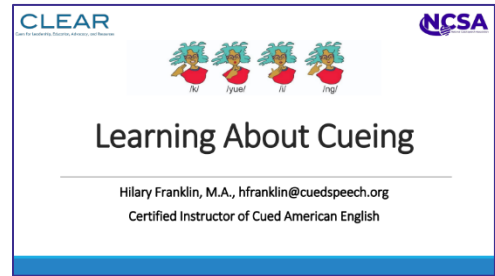 CLEAR
NCSA
/k/ /yue/ /i/ /ng/
Learning About Cueing
Hilary Franklin, M.A., hfranklin@cuedspeech.org
Certified Instructor of Cued American English